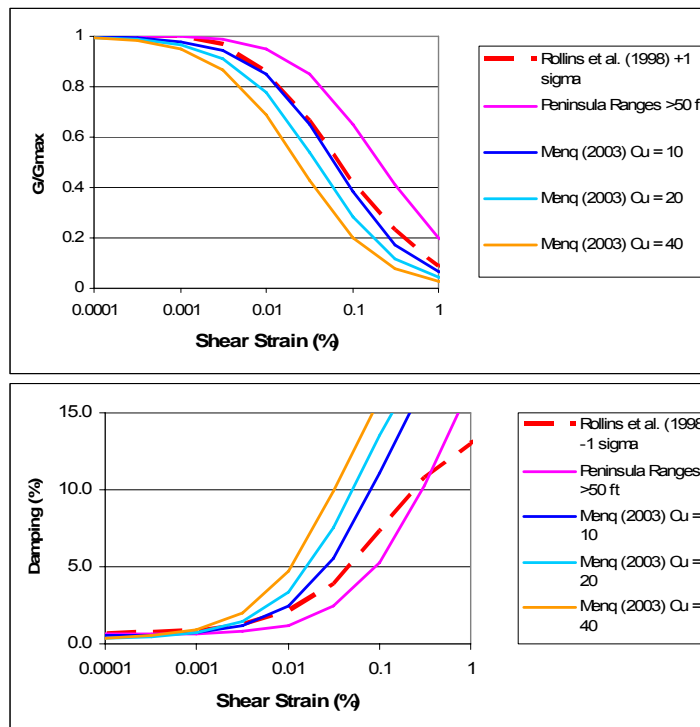 1
0.8
0.6
0.4
0.2
0
G/Gmax
0.0001 0.001 0.01 0.1 1
Shear Strain (%)
Rollins et al. (1998) +1
sigma
Peninsula Ranges >50 ft
Menq (2003) Cu = 10
Menq (2003) Cu = 20
Menq (2003) Cu = 40
15.0
10.0
5.0
0.0
Damping (%)
0.0001 0.001 0.01 0.1 1
Shear Strain (%)
Rollins et al. (1998
-1 sigma
Peninsula Ranges
>50 ft
Menq (2003) Cu =
10
Menq (2003) Cu =
20
Menq (2003) Cu =
40